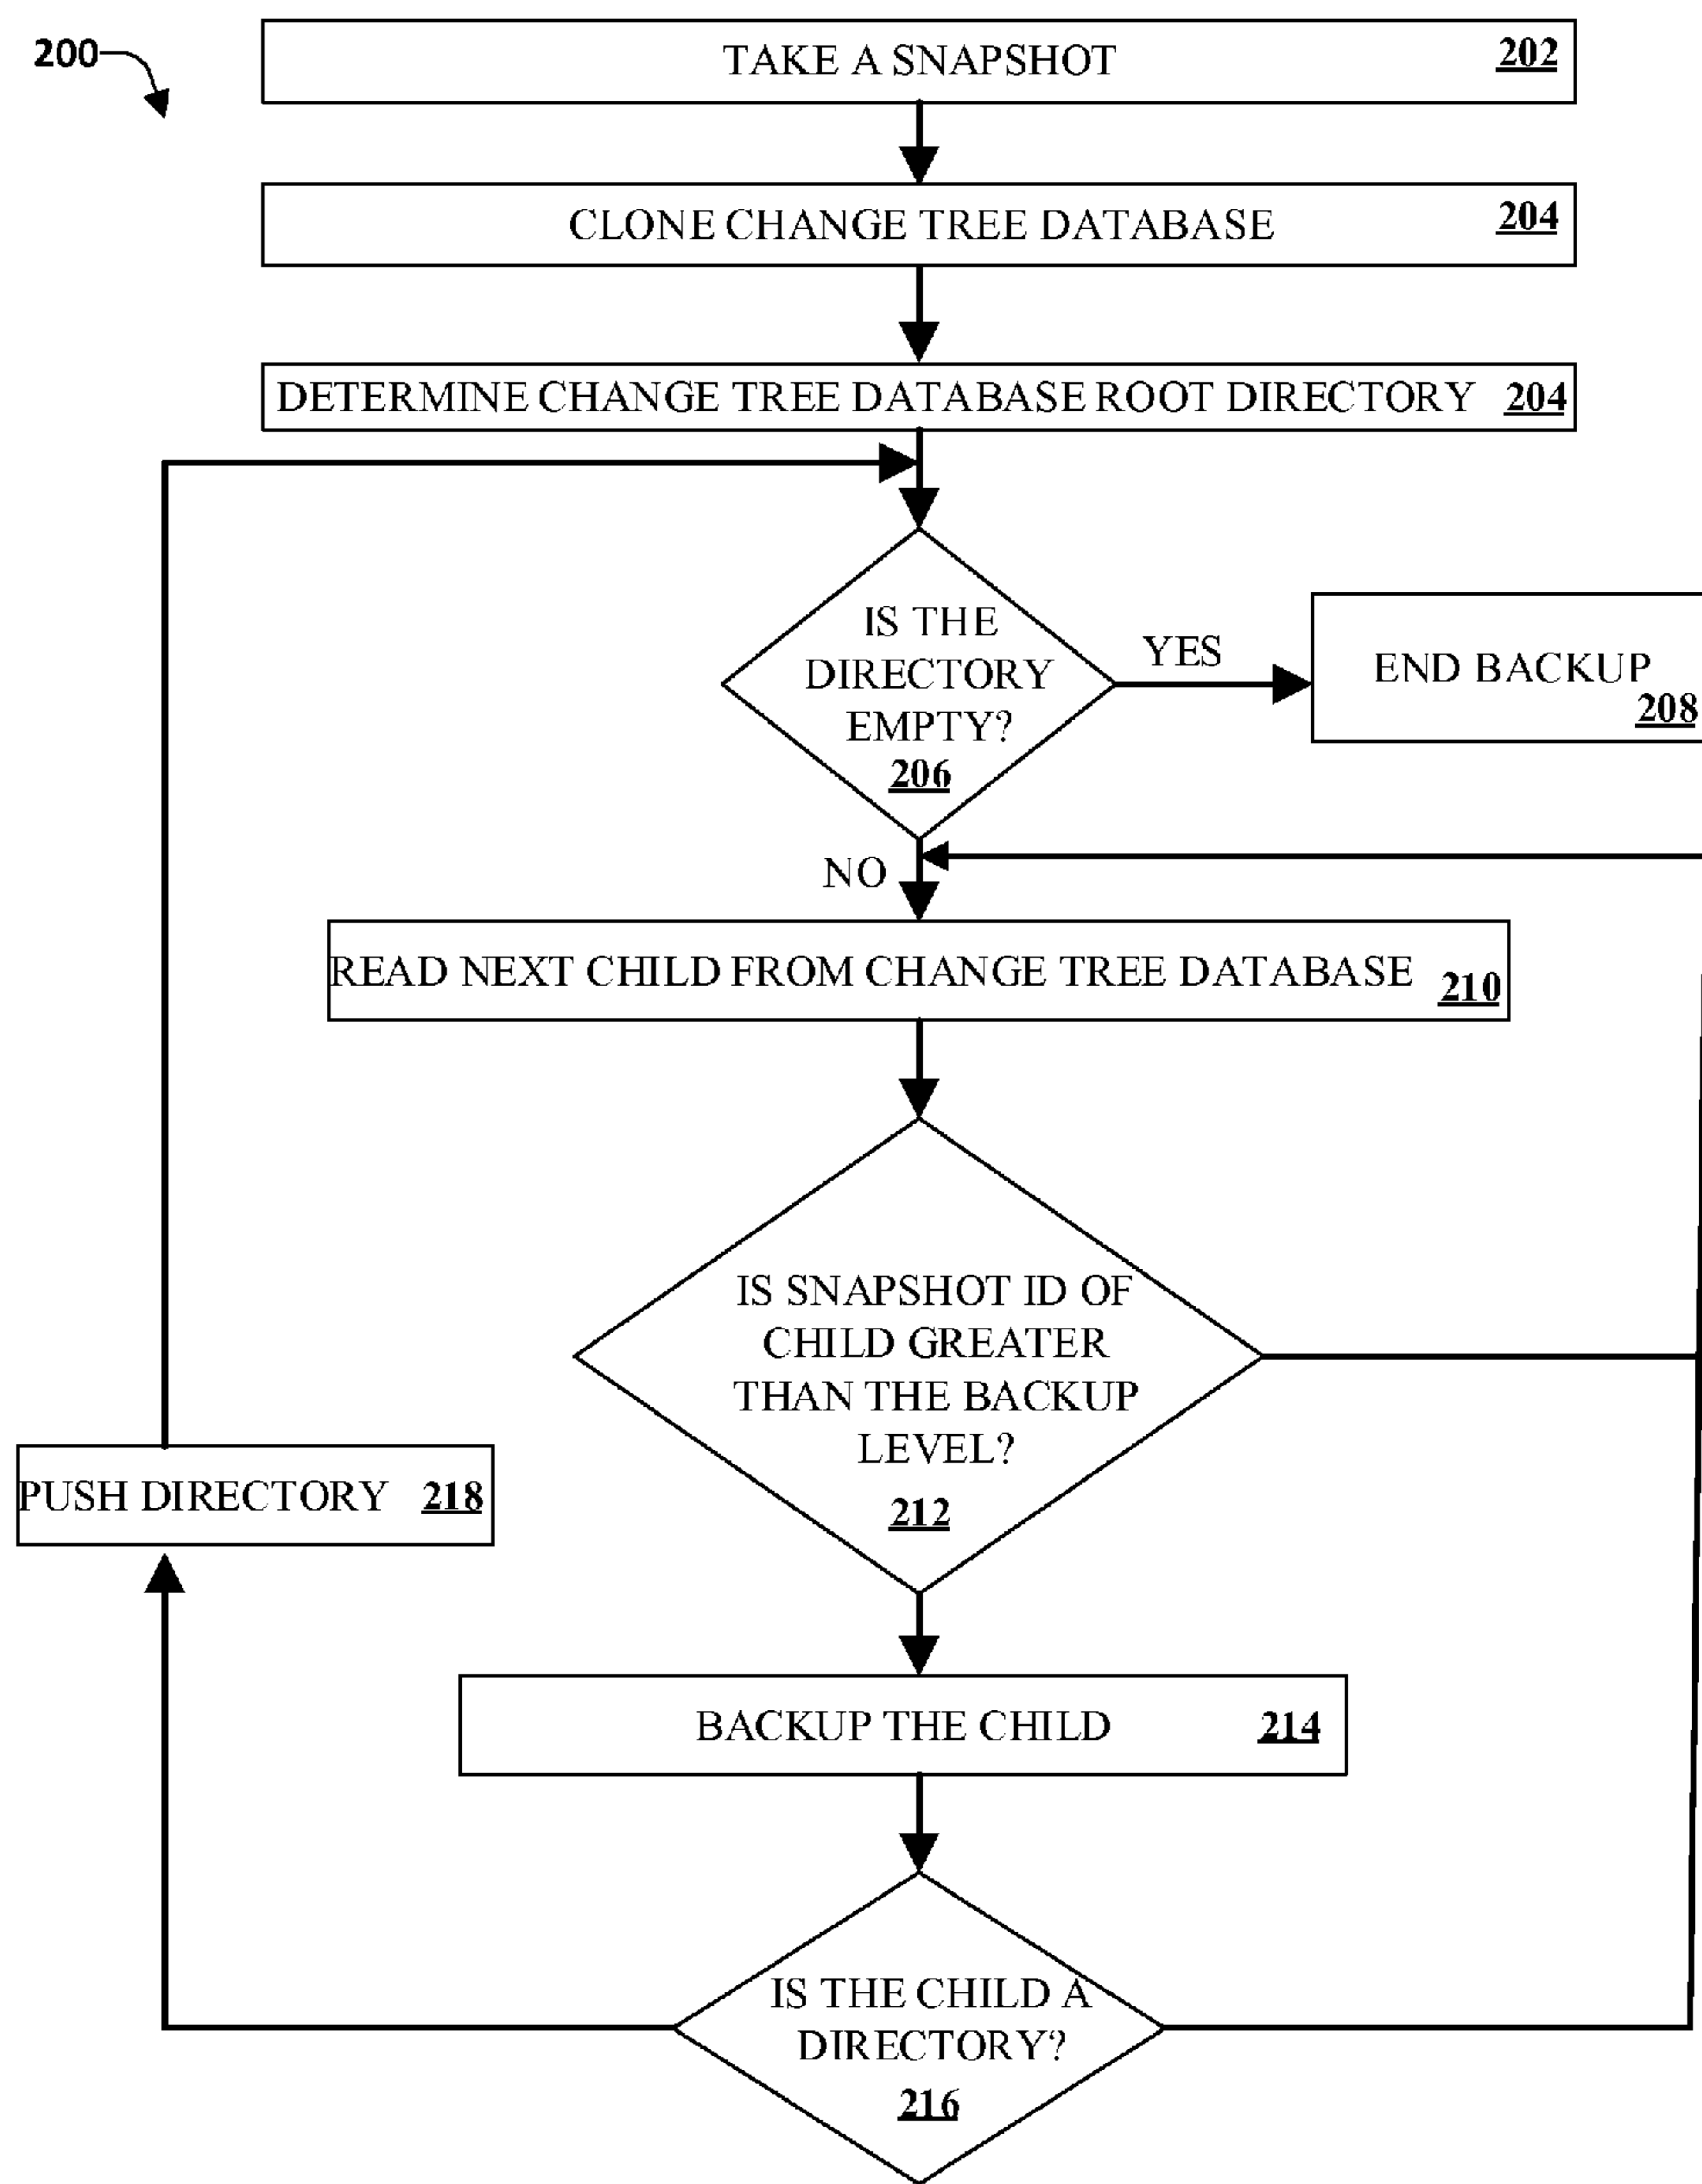 200
TAKE A SNAPSHOT 202
CLONE CHANGE TREE DATABASE 204
DETERMINE CHANGE TREE DATABASE ROOT DIRECTORY 204
IS THE
DIRECTORY
EMPTY?
206
YES
END BACKUP
208
NO
READ NEXT CHILD FROM CHANGE TREE DATABASE 210
IS SNAPSHOT ID OF
CHILD GREATER
THAN THE BACKUP
LEVEL?
212
PUSH DIRECTORY 218
BACKUP THE CHILD 214
IS THE CHILD A
DIRECTORY?
216